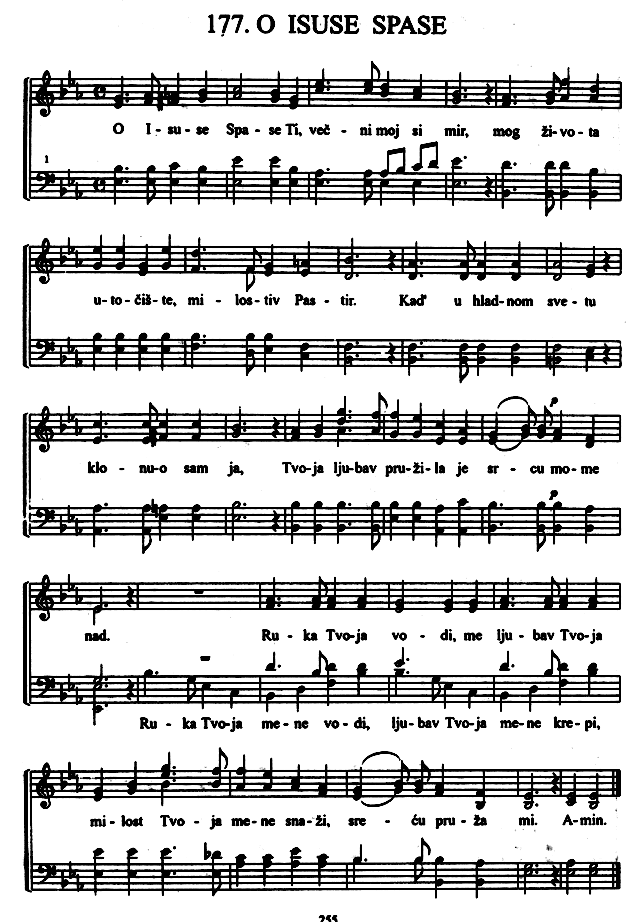 177. O ISUSE SPASE
O I - su - se Spa - se Ti, več - ni moj si mir, mog ži - vo - ta
1
u - to - čiš - te, mi - los - tiv Pas - tir. Kad' u hlad - nom sve - tu
p
klo - nu - o sam ja, Tvo - ja lju - bav pru - ži - la je sr - cu mo - me
p
nad. Ru - ka Tvo - ja vo - di, me lju - bav Tvo - ja
Ru - ka Tvo - ja me - ne vo - di, lju - bav Tvo - ja me - ne kre - pi,
mi - lost Tvo - ja me - ne sna - ži, sre - ću pru - ža mi. A - min.
255